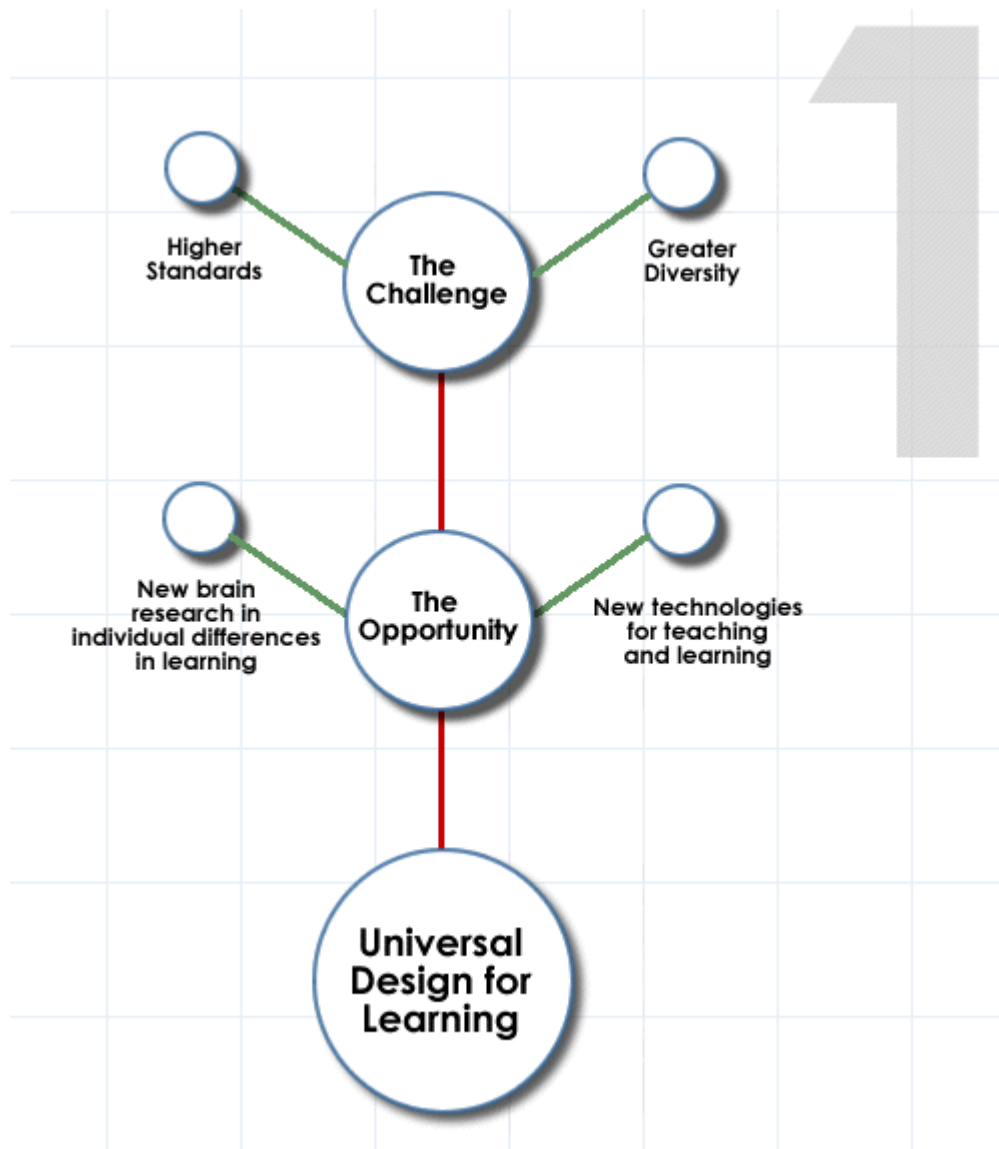 1
Higher
Standards
The
Challenge
Greater
Diversity
New brain
research in
individual differences
in learning
The
Opportunity
New technologies
for teaching
and learning
Universal
Design for
Learning